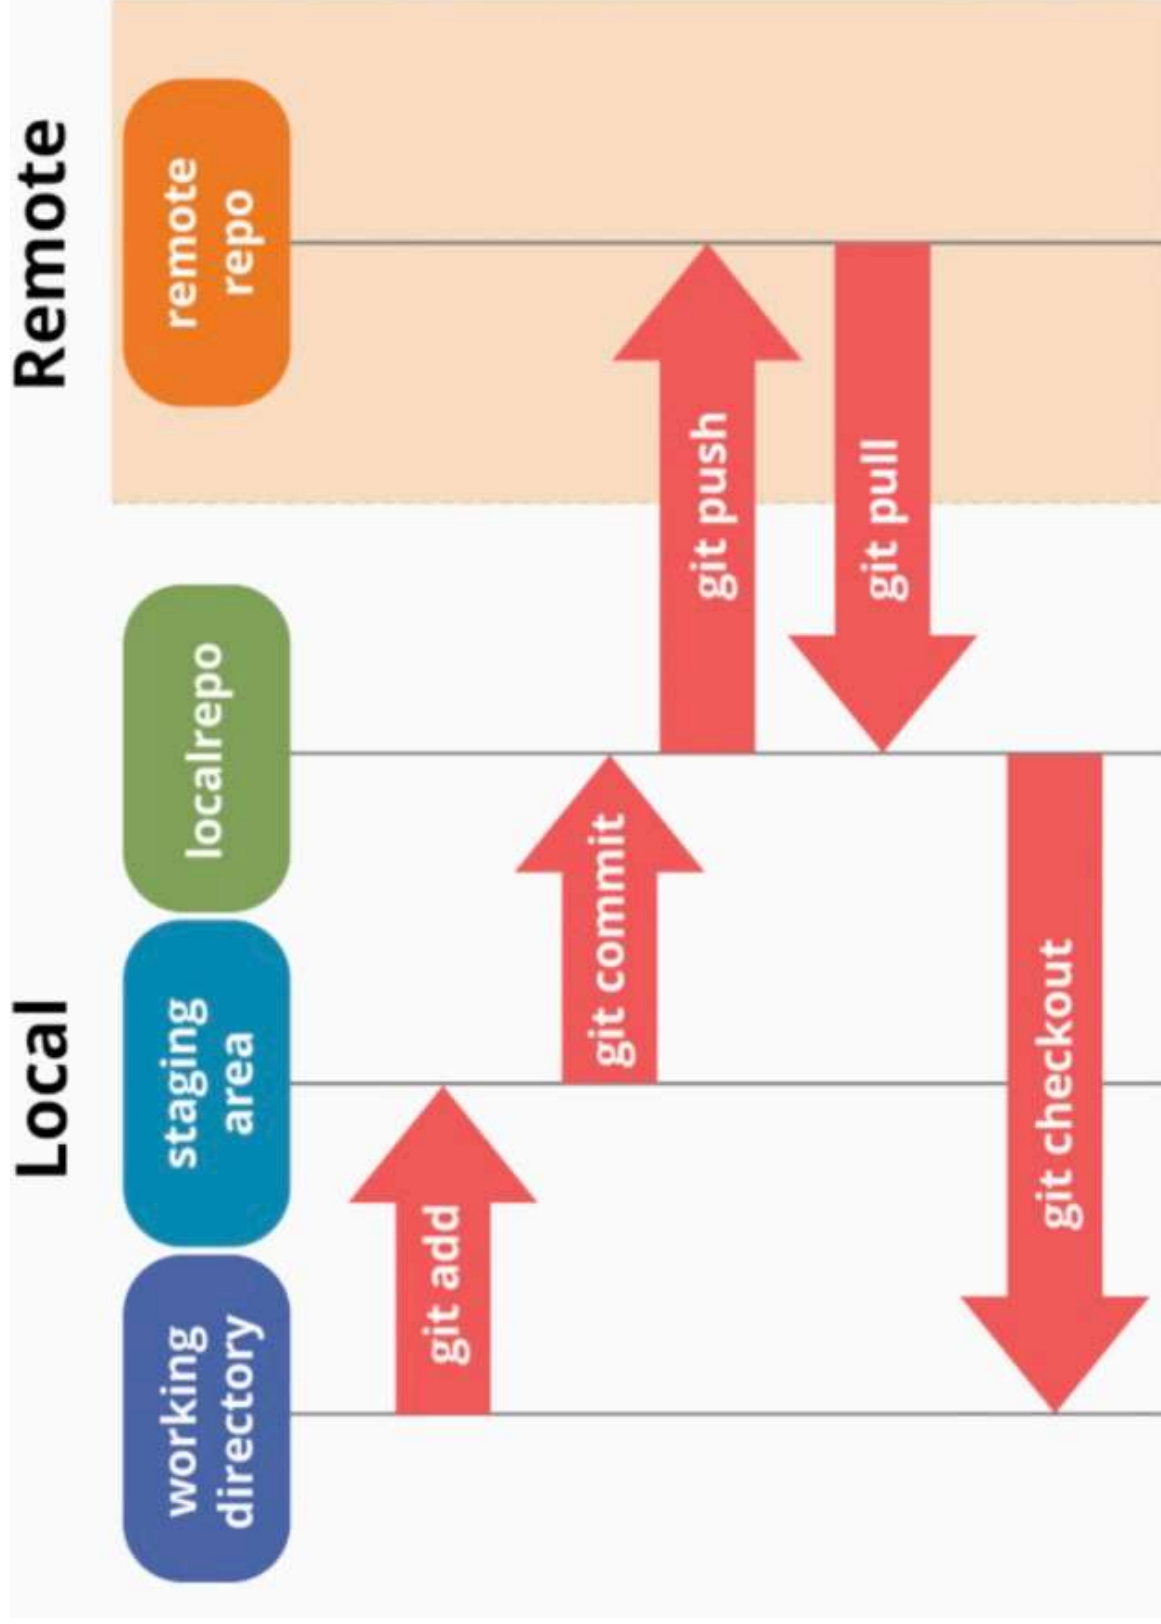 Local
Remote
working
directory
staging
area
localrepo
remote
repo
git add
git commit
git push
git pull
git checkout